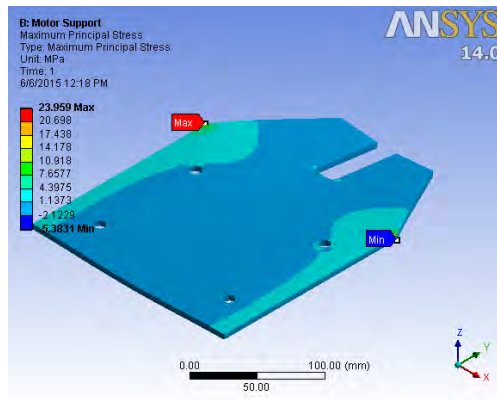 B: Motor Support
Maximum Principal Stress
Type: Maximum Principal Stress
Unit: MPa
Time: 1
6/6/2015 12:18 PM
ANSYS
14.0
23.959 Max
20.698
17.438
14.178
10.918
7.6577
4.3975
1.1373
-2.1229
-5.3831 Min
Max
Min
0.00
100.00 (mm)
50.00
Z
Y
X